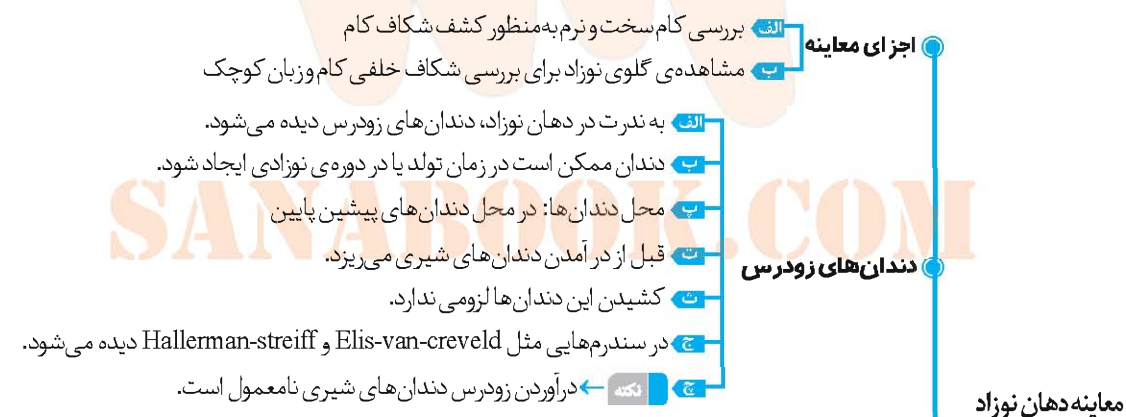 اجزای معاینه
الف بررسی کام سخت و نرم به‌منظور کشف شکاف کام
ب مشاهده‌ی گلوی نوزاد برای بررسی شکاف خلفی کام و زبان کوچک
دندان‌های زودرس
الف به ندرت در دهان نوزاد، دندان‌های زودرس دیده می‌شود.
ب دندان ممکن است در زمان تولد یا در دوره‌ی نوزادی ایجاد شود.
پ محل دندان‌ها: در محل دندان‌های پیشین پایین
ت قبل از در آمدن دندان‌های شیری می‌ریزد.
ث کشیدن این دندان‌ها لزومی ندارد.
ج در سندرم‌هایی مثل Elis-van-creveld و Hallerman-streiff دیده می‌شود.
چ نکته ← درآوردن زودرس دندان‌های شیری نامعمول است.
معاینه دهان نوزاد
SANABOOK.COM